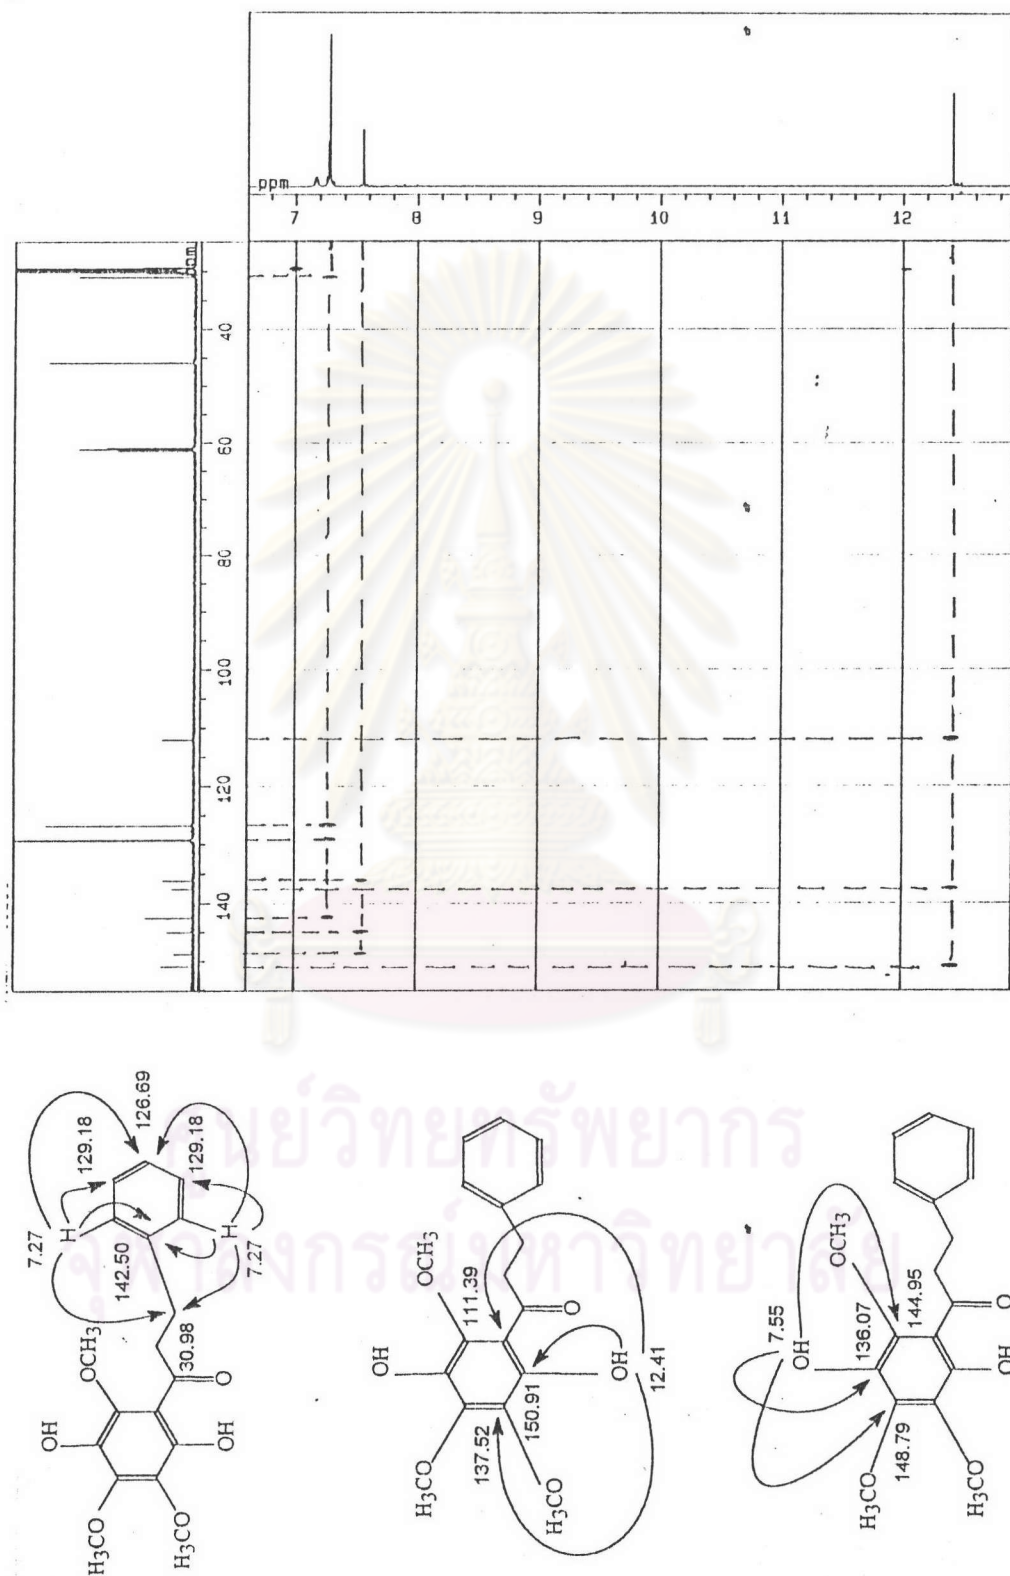 ppm
7 8 9 10 11 12
ppm
40
60
80
100
120
140
ศูนย์วิทยทรัพยากร
จุฬาลงกรณ์มหาวิทยาลัย
7.27
129.18
126.69
H
142.50
129.18
H
7.27
30.98
OCH3
OH
O
OH
H3CO
H3CO
OCH3
111.39
OH
O
OH
12.41
150.91
137.52
H3CO
H3CO
7.55
OH
OCH3
136.07
144.95
O
OH
148.79
H3CO
H3CO